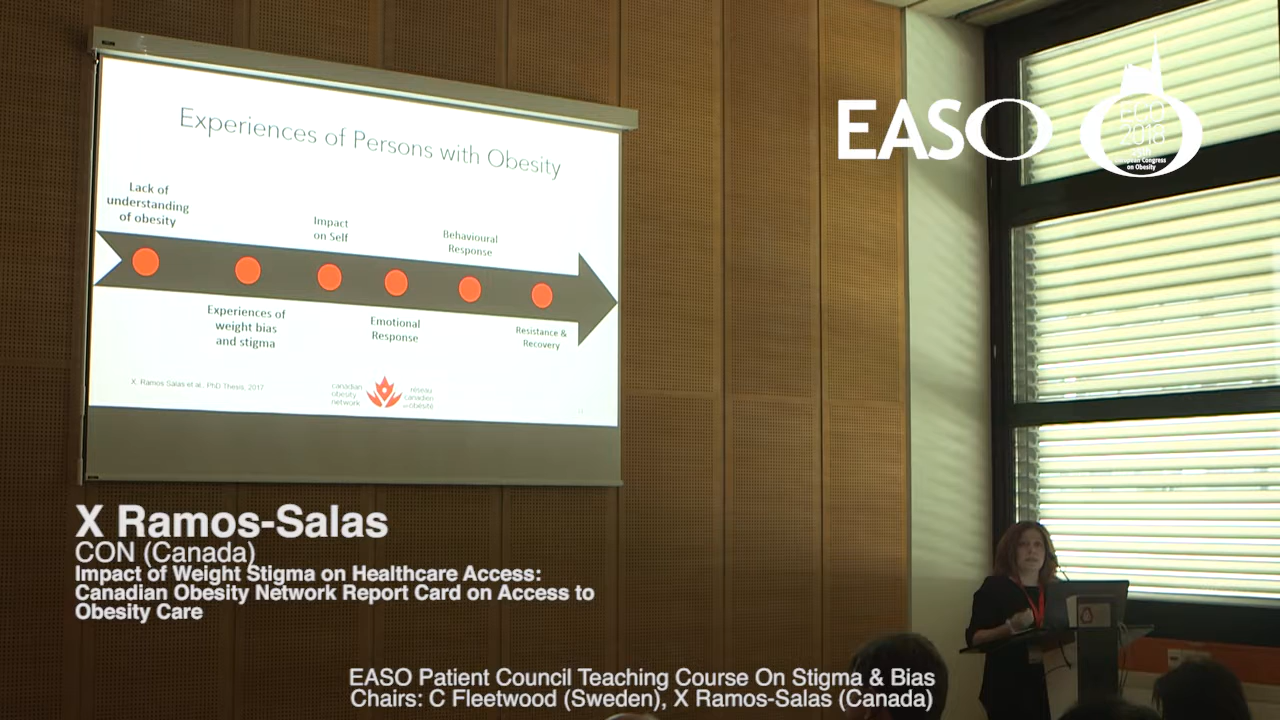 Experiences of Persons with Obesity
Lack of
understanding
of obesity
Impact
on Self
Behavioural
Response
Experiences of
weight bias
and stigma
Emotional
Response
Resistance &
Recovery
X. Ramos Salas et al., PhD Thesis, 2017
canadian
obesity
network
réseau
canadien
en obésité
EASO
ECO
2018
European Congress
on Obesity
X Ramos-Salas
CON (Canada)
Impact of Weight Stigma on Healthcare Access:
Canadian Obesity Network Report Card on Access to
Obesity Care
EASO Patient Council Teaching Course On Stigma & Bias
Chairs: C Fleetwood (Sweden), X Ramos-Salas (Canada)